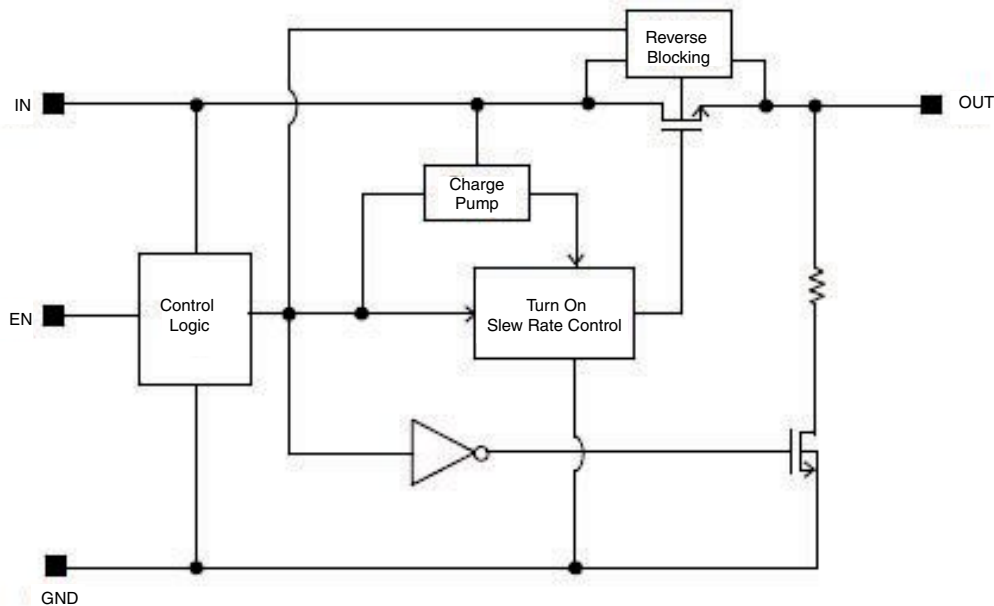 Reverse
Blocking
IN
OUT
Charge
Pump
Control
Logic
Turn On
Slew Rate Control
EN
GND